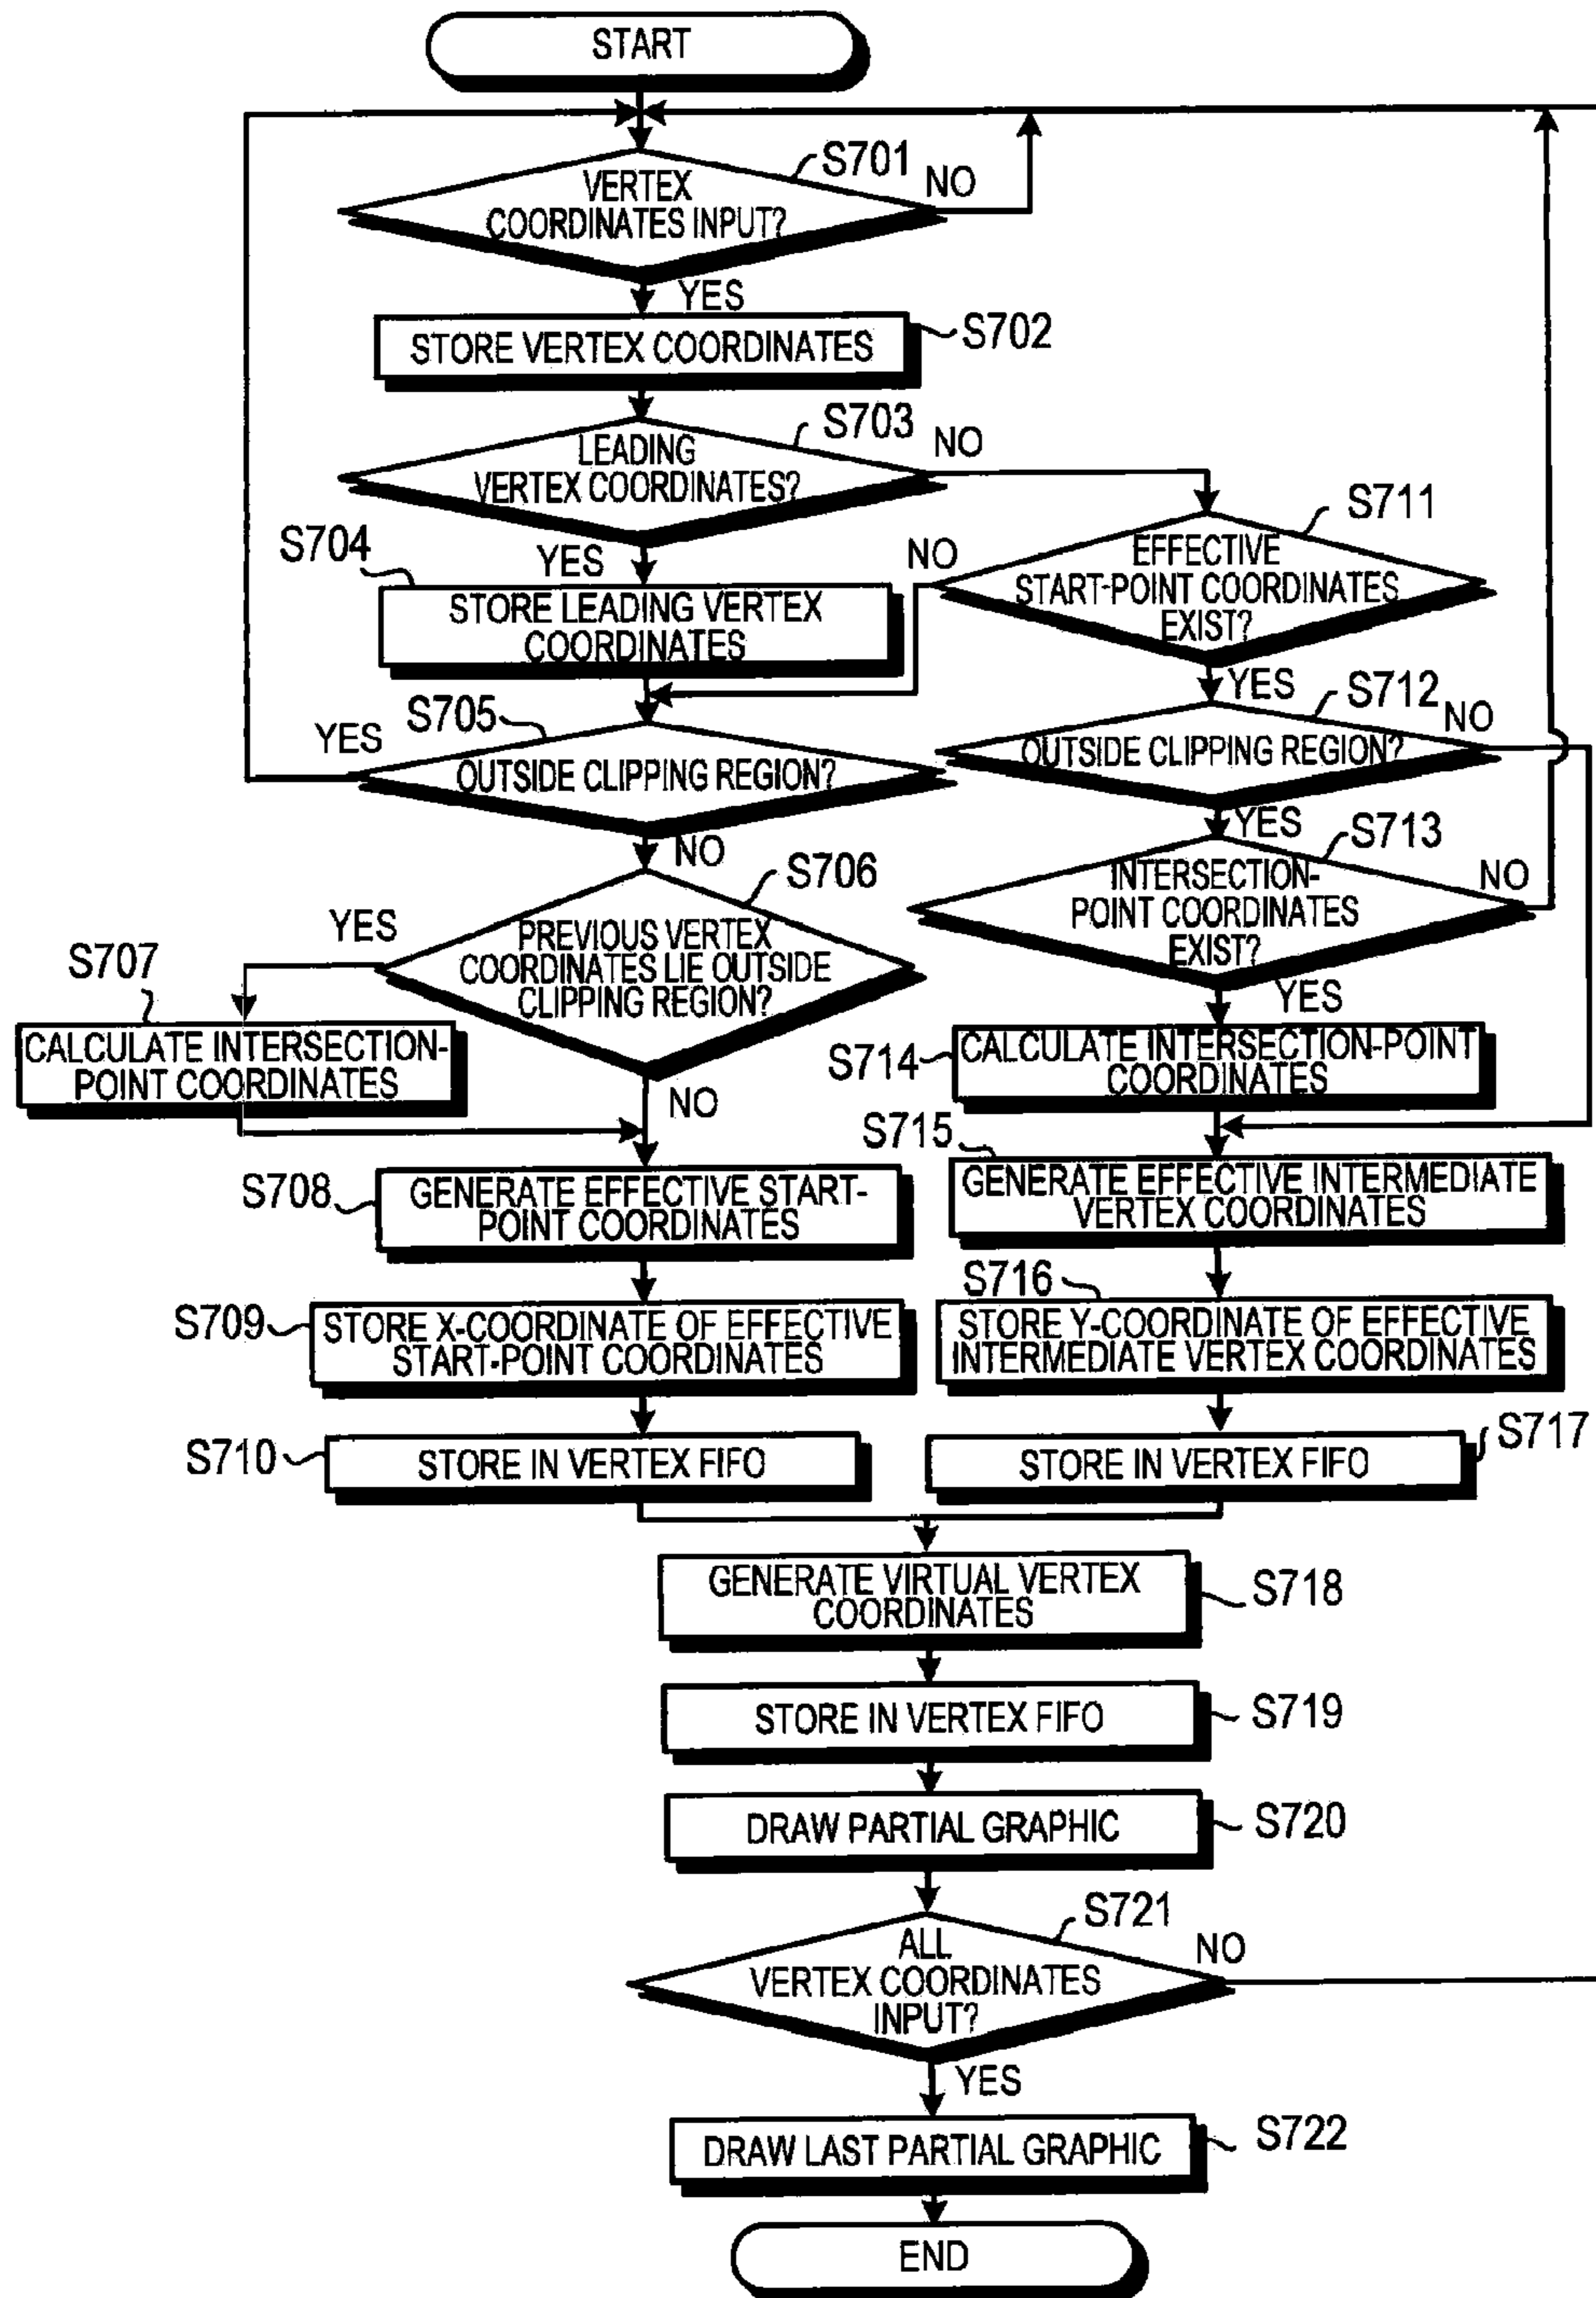 START
S701
VERTEX
COORDINATES INPUT?
NO
YES
STORE VERTEX COORDINATES
S702
S703
LEADING
VERTEX COORDINATES?
NO
YES
S704
STORE LEADING VERTEX
COORDINATES
S711
NO
EFFECTIVE
START-POINT COORDINATES
EXIST?
YES
S705
YES
OUTSIDE CLIPPING REGION?
NO
S712
NO
OUTSIDE CLIPPING REGION?
YES
S706
YES
PREVIOUS VERTEX
COORDINATES LIE OUTSIDE
CLIPPING REGION?
NO
S713
INTERSECTION-
POINT COORDINATES
EXIST?
NO
YES
S707
CALCULATE INTERSECTION-
POINT COORDINATES
S714
CALCULATE INTERSECTION-POINT
COORDINATES
S708
GENERATE EFFECTIVE START-
POINT COORDINATES
S715
GENERATE EFFECTIVE INTERMEDIATE
VERTEX COORDINATES
S709
STORE X-COORDINATE OF EFFECTIVE
START-POINT COORDINATES
S716
STORE Y-COORDINATE OF EFFECTIVE
INTERMEDIATE VERTEX COORDINATES
S710
STORE IN VERTEX FIFO
STORE IN VERTEX FIFO
S717
GENERATE VIRTUAL VERTEX
COORDINATES
S718
STORE IN VERTEX FIFO
S719
DRAW PARTIAL GRAPHIC
S720
S721
ALL
VERTEX COORDINATES
INPUT?
NO
YES
DRAW LAST PARTIAL GRAPHIC
S722
END